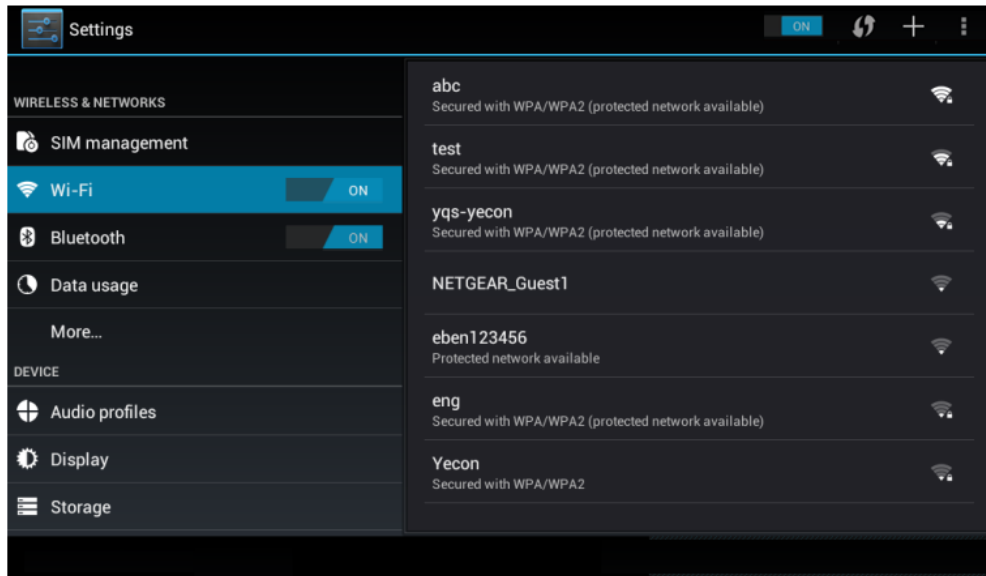 Settings
ON
WIRELESS & NETWORKS
SIM management
Wi-Fi ON
Bluetooth ON
Data usage
More...
DEVICE
Audio profiles
Display
Storage
abc
Secured with WPA/WPA2 (protected network available)
test
Secured with WPA/WPA2 (protected network available)
yqs-yecon
Secured with WPA/WPA2 (protected network available)
NETGEAR_Guest1
eben123456
Protected network available
eng
Secured with WPA/WPA2 (protected network available)
Yecon
Secured with WPA/WPA2